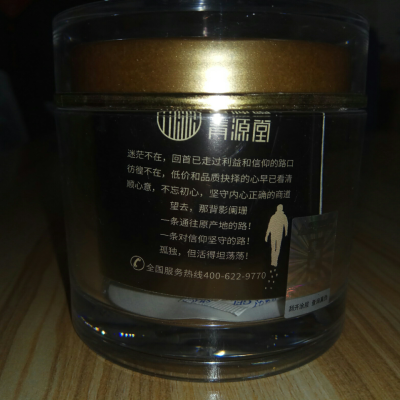 青源堂
迷茫不在，回首已走过利益和信仰的路口
彷徨不在，低价和品质抉择的心早已看清
顺心意，不忘初心，坚守内心正确的商道
望去，那背影阑珊
一条通往原产地的路！
一条对信仰坚守的路！
孤独，但活得坦荡荡！
全国服务热线400-622-9770